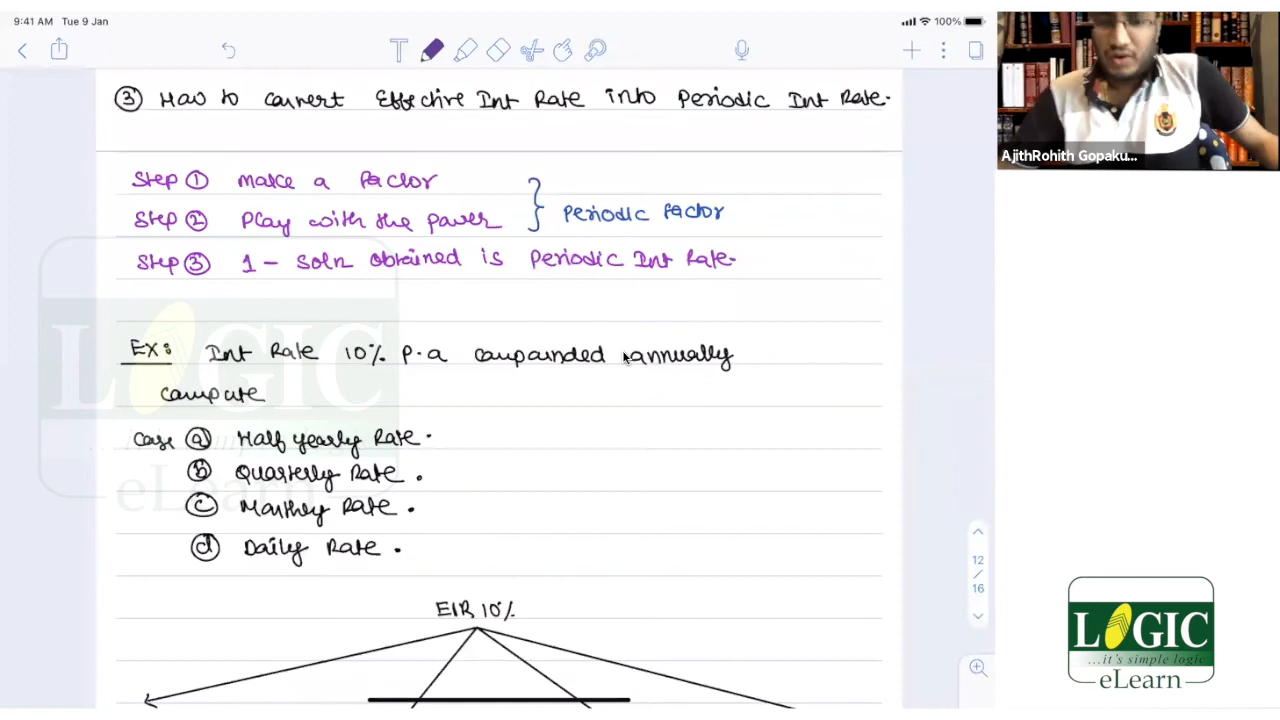 9:41 AM Tue 9 Jan
100%
③ How to convert Effective Int Rate into Periodic Int Rate.
Step ① make a factor
Step ② Play with the power
} Periodic factor
Step ③ 1 - Soln obtained is Periodic Int Rate.
EX: Int Rate 10% P.a compounded annually
compute
Case ⓐ Half yearly Rate.
ⓑ Quarterly Rate.
ⓒ Monthly Rate.
ⓓ Daily Rate.
EIR 10%
12
/
16
AjithRohith Gopaku...
LOGIC
...it's simple logic
eLearn
LOGIC
eLearn